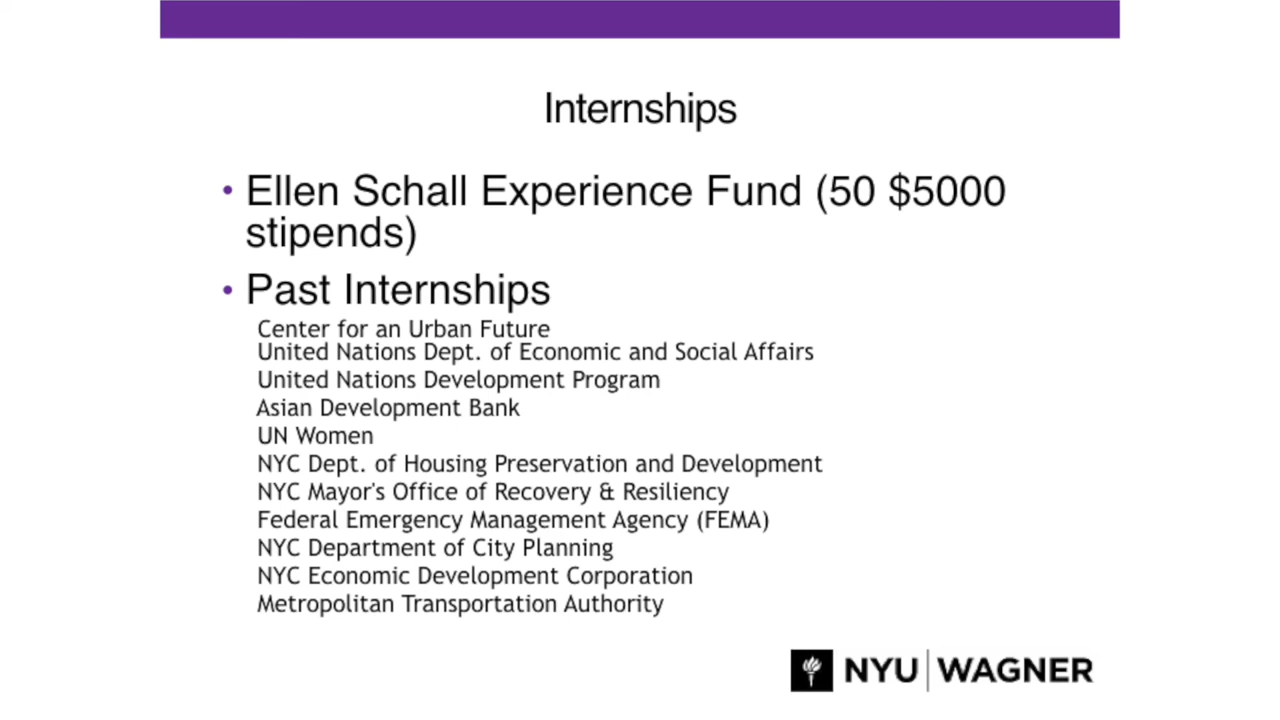 Internships
• Ellen Schall Experience Fund (50 $5000
stipends)
• Past Internships
Center for an Urban Future
United Nations Dept. of Economic and Social Affairs
United Nations Development Program
Asian Development Bank
UN Women
NYC Dept. of Housing Preservation and Development
NYC Mayor's Office of Recovery & Resiliency
Federal Emergency Management Agency (FEMA)
NYC Department of City Planning
NYC Economic Development Corporation
Metropolitan Transportation Authority
NYU | WAGNER